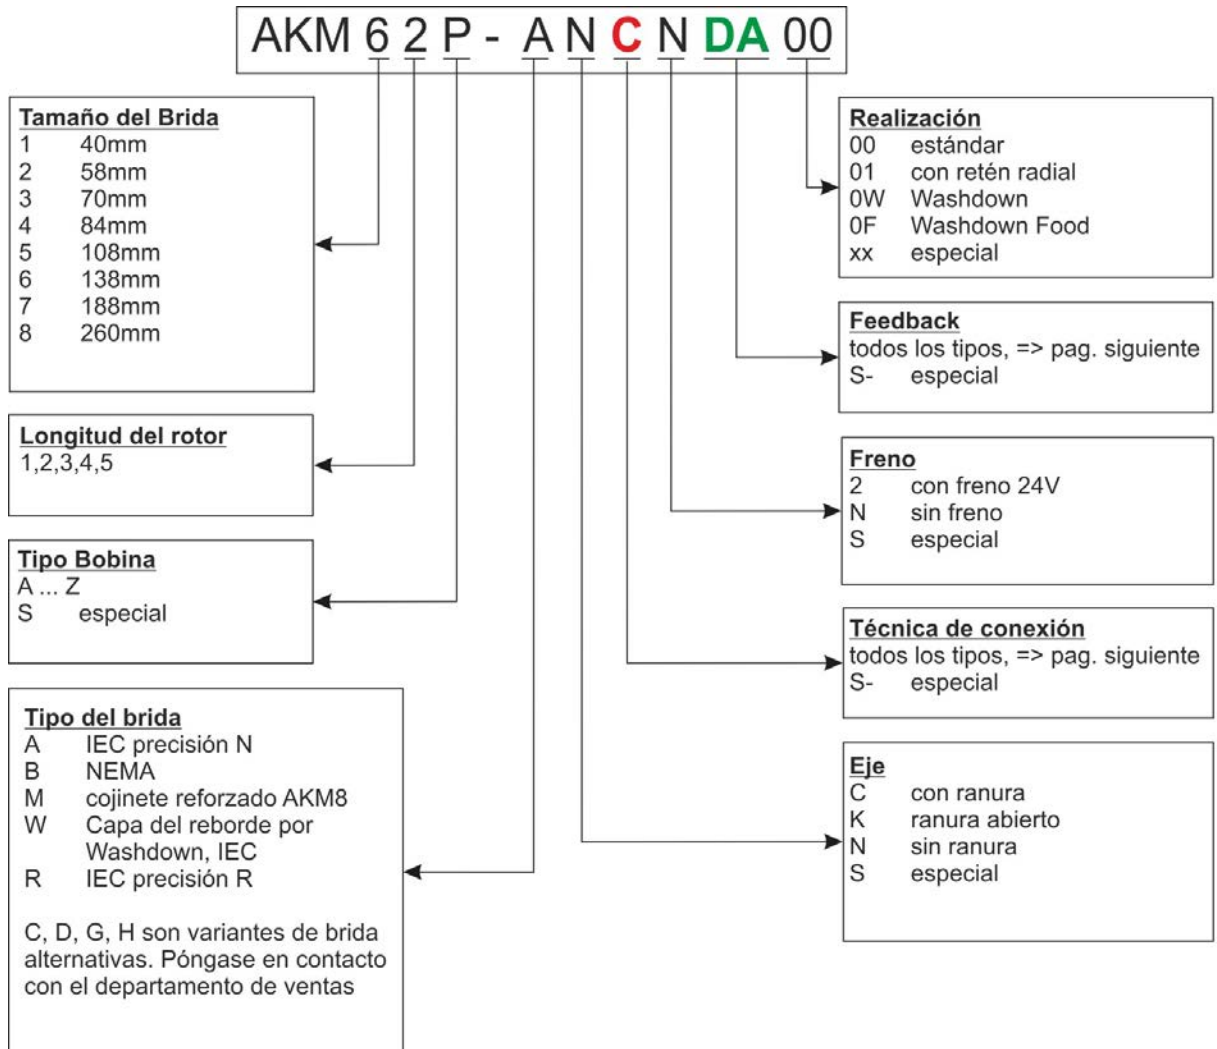 AKM 6 2 P - A N C N DA 00
Tamaño del Brida
1 40mm
2 58mm
3 70mm
4 84mm
5 108mm
6 138mm
7 188mm
8 260mm
Longitud del rotor
1,2,3,4,5
Tipo Bobina
A ... Z
S especial
Tipo del brida
A IEC precisión N
B NEMA
M cojinete reforzado AKM8
W Capa del reborde por
Washdown, IEC
R IEC precisión R
C, D, G, H son variantes de brida
alternativas. Póngase en contacto
con el departamento de ventas
Realización
00 estándar
01 con retén radial
0W Washdown
0F Washdown Food
xx especial
Feedback
todos los tipos, => pag. siguiente
S- especial
Freno
2 con freno 24V
N sin freno
S especial
Técnica de conexión
todos los tipos, => pag. siguiente
S- especial
Eje
C con ranura
K ranura abierto
N sin ranura
S especial